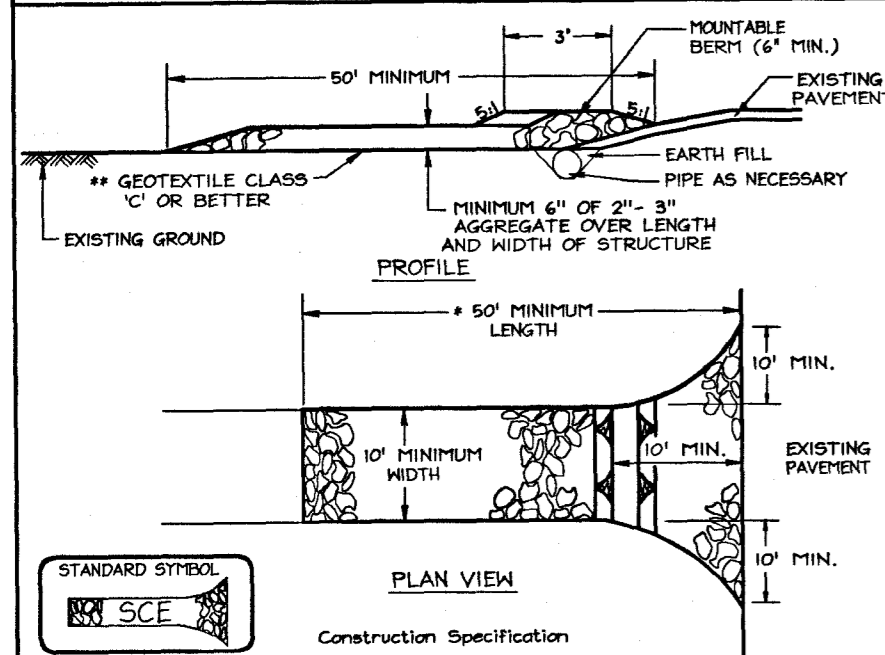 3'
MOUNTABLE
BERM (6" MIN.)
50' MINIMUM
EXISTING
PAVEMENT
5:1
5:1
** GEOTEXTILE CLASS
'C' OR BETTER
EARTH FILL
PIPE AS NECESSARY
EXISTING GROUND
MINIMUM 6" OF 2"- 3"
AGGREGATE OVER LENGTH
AND WIDTH OF STRUCTURE
PROFILE
* 50' MINIMUM
LENGTH
10' MIN.
10' MINIMUM
WIDTH
10' MIN.
EXISTING
PAVEMENT
10' MIN.
STANDARD SYMBOL
SCE
PLAN VIEW
Construction Specification